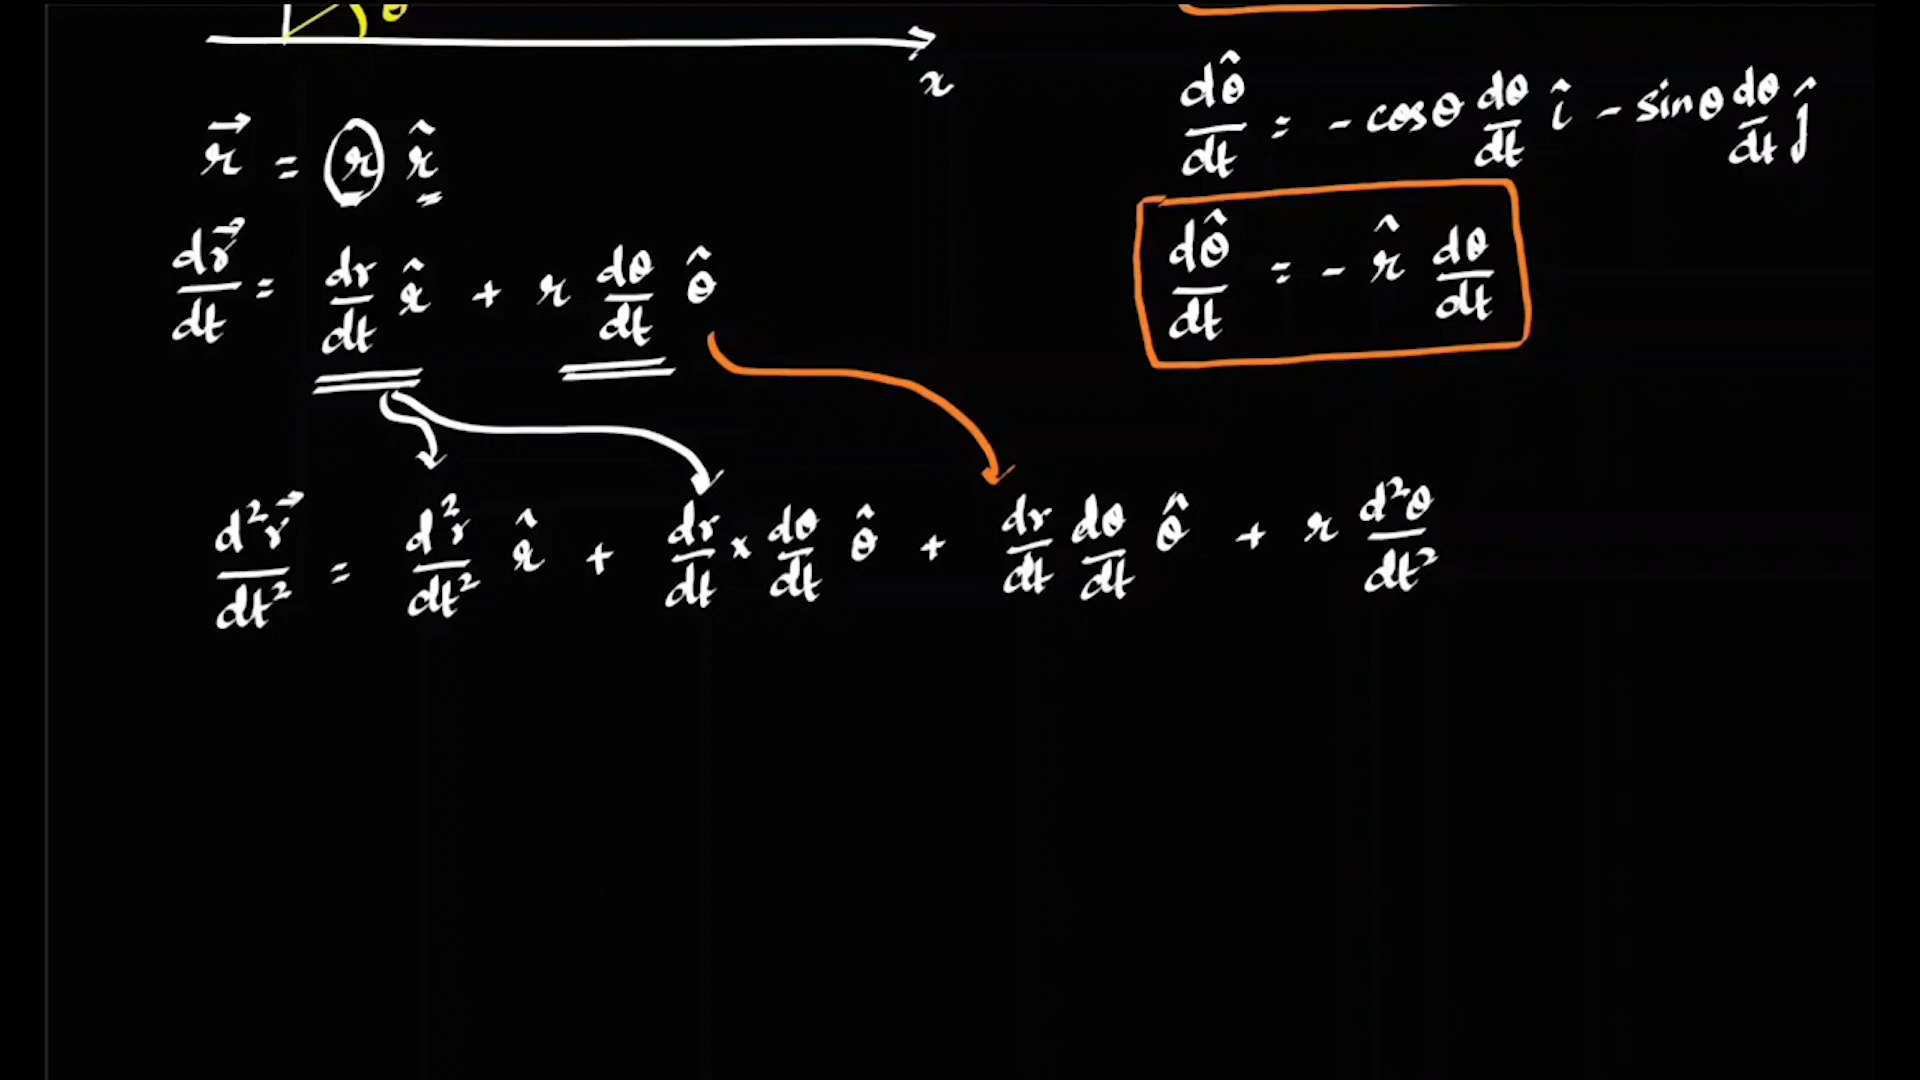 θ
x
r⃗ = r r̂
dr⃗/dt = dr/dt r̂ + r dθ/dt θ̂
d²r⃗/dt² = d²r/dt² r̂ + dr/dt × dθ/dt θ̂ + dr/dt dθ/dt θ̂ + r d²θ/dt²
dθ̂/dt = - cosθ dθ/dt î - sinθ dθ/dt ĵ
dθ̂/dt = - r̂ dθ/dt